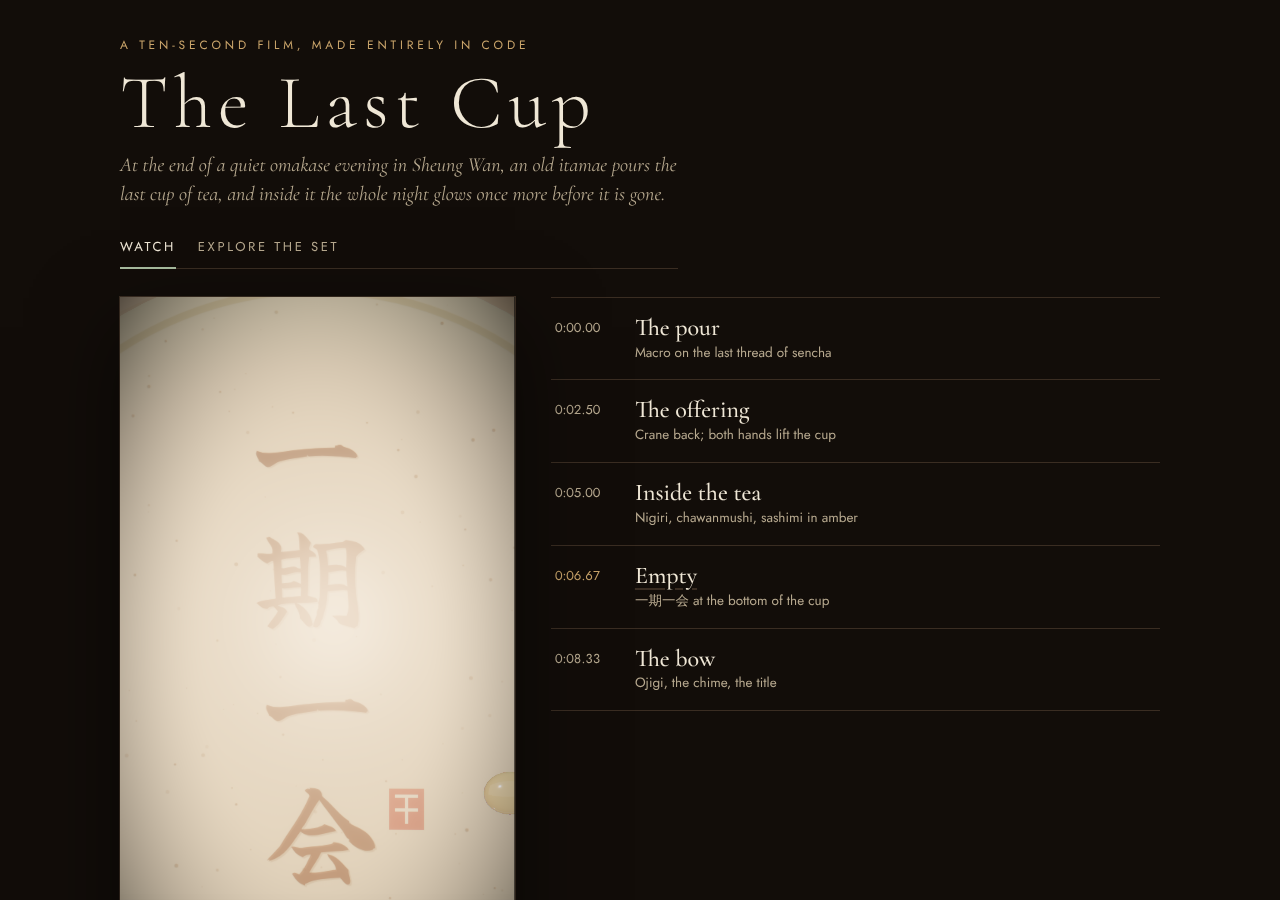 A TEN-SECOND FILM, MADE ENTIRELY IN CODE
The Last Cup
At the end of a quiet omakase evening in Sheung Wan, an old itamae pours the
last cup of tea, and inside it the whole night glows once more before it is gone.
WATCH EXPLORE THE SET
一
期
一
会
0:00.00 The pour
Macro on the last thread of sencha
0:02.50 The offering
Crane back; both hands lift the cup
0:05.00 Inside the tea
Nigiri, chawanmushi, sashimi in amber
0:06.67 Empty
一期一会 at the bottom of the cup
0:08.33 The bow
Ojigi, the chime, the title